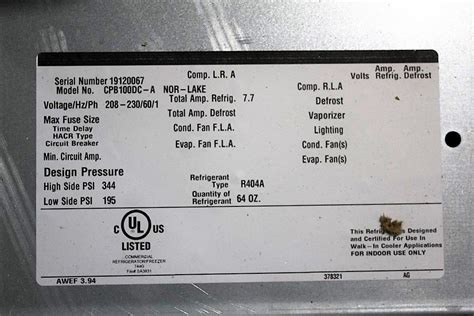 Comp. L.R. A
Volts Amp. Refrig. Amp. Defrost
Serial Number 19120067
Model No. CPB100DC-A NOR-LAKE
Comp. R.L.A
Voltage/Hz/Ph 208-230/60/1
Total Amp. Refrig. 7.7
Defrost
Max Fuse Size
Total Amp. Defrost
Vaporizer
Time Delay
HACR Type
Circuit Breaker
Cond. Fan F.L.A.
Lighting
Evap. Fan F.L.A.
Cond. Fan(s)
Min. Circuit Amp.
Evap. Fan(s)
Design Pressure
High Side PSI 344
Refrigerant Type R404A
Low Side PSI 195
Quantity of Refrigerant 64 OZ.
C UL US
LISTED
COMMERCIAL
REFRIGERATOR/FREEZER
This Is Designed
and Certified For Use In
Walk-In Cooler Applications
FOR INDOOR USE ONLY
AWEF 3.94
378321
AG